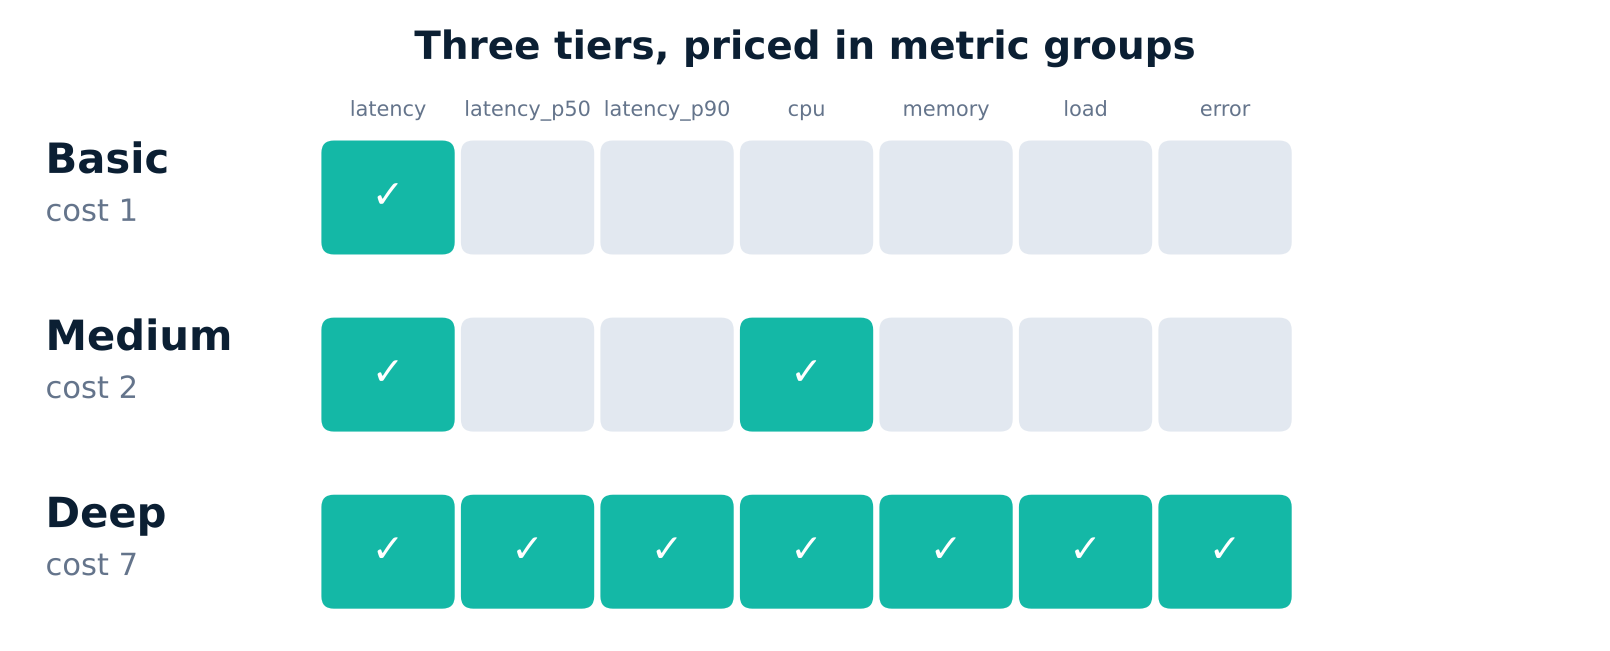 Three tiers, priced in metric groups
latency latency_p50 latency_p90 cpu memory load error
Basic
✓
cost 1
Medium
✓ ✓
cost 2
Deep
✓ ✓ ✓ ✓ ✓ ✓ ✓
cost 7